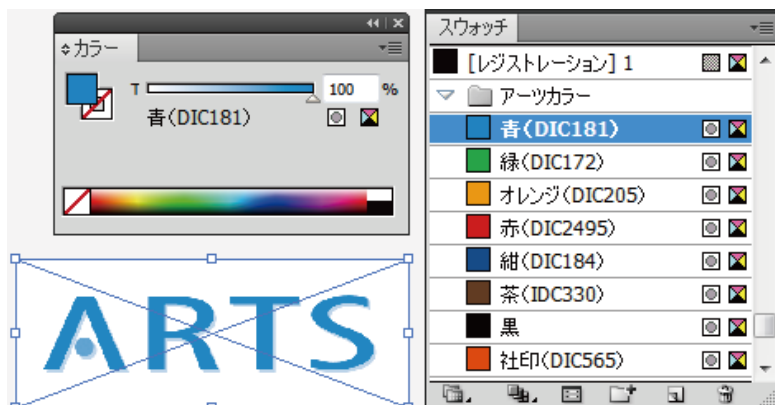 カラー
T 100 %
青(DIC181)
ARTS
スウォッチ
[レジストレーション] 1
アーツカラー
青(DIC181)
緑(DIC172)
オレンジ(DIC205)
赤(DIC2495)
紺(DIC184)
茶(IDC330)
黒
社印(DIC565)